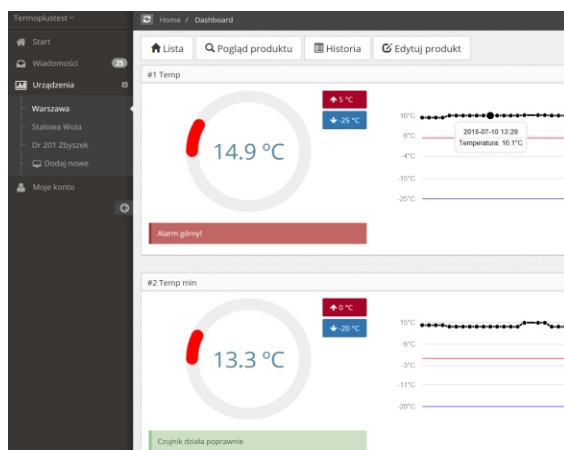 Termoplustest
Home / Dashboard
Start
Wiadomości 25
Urządzenia
Warszawa
Stalowa Wola
Dr 201 Zbyszek
Dodaj nowe
Moje konto
Lista Pogląd produktu Historia Edytuj produkt
#1 Temp
5 °C
-25 °C
14.9 °C
16°C
6°C
-4°C
-15°C
-25°C
2015-07-10 13:29
Temperatura: 16.1°C
Alarm górny!
#2 Temp min
0 °C
-20 °C
13.3 °C
15°C
6°C
-3°C
-11°C
-20°C
Czujnik działa poprawnie